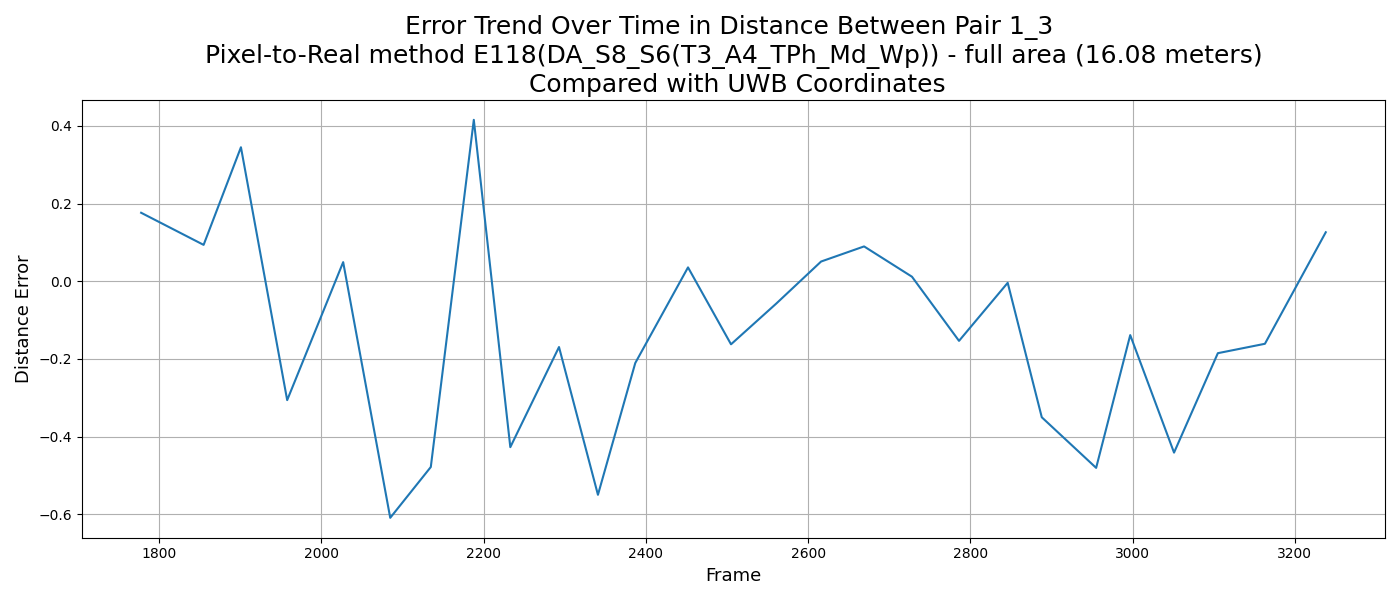 Error Trend Over Time in Distance Between Pair 1_3
Pixel-to-Real method E118(DA_S8_S6(T3_A4_TPh_Md_Wp)) - full area (16.08 meters)
Compared with UWB Coordinates
Distance Error
0.4
0.2
0.0
−0.2
−0.4
−0.6
1800 2000 2200 2400 2600 2800 3000 3200
Frame